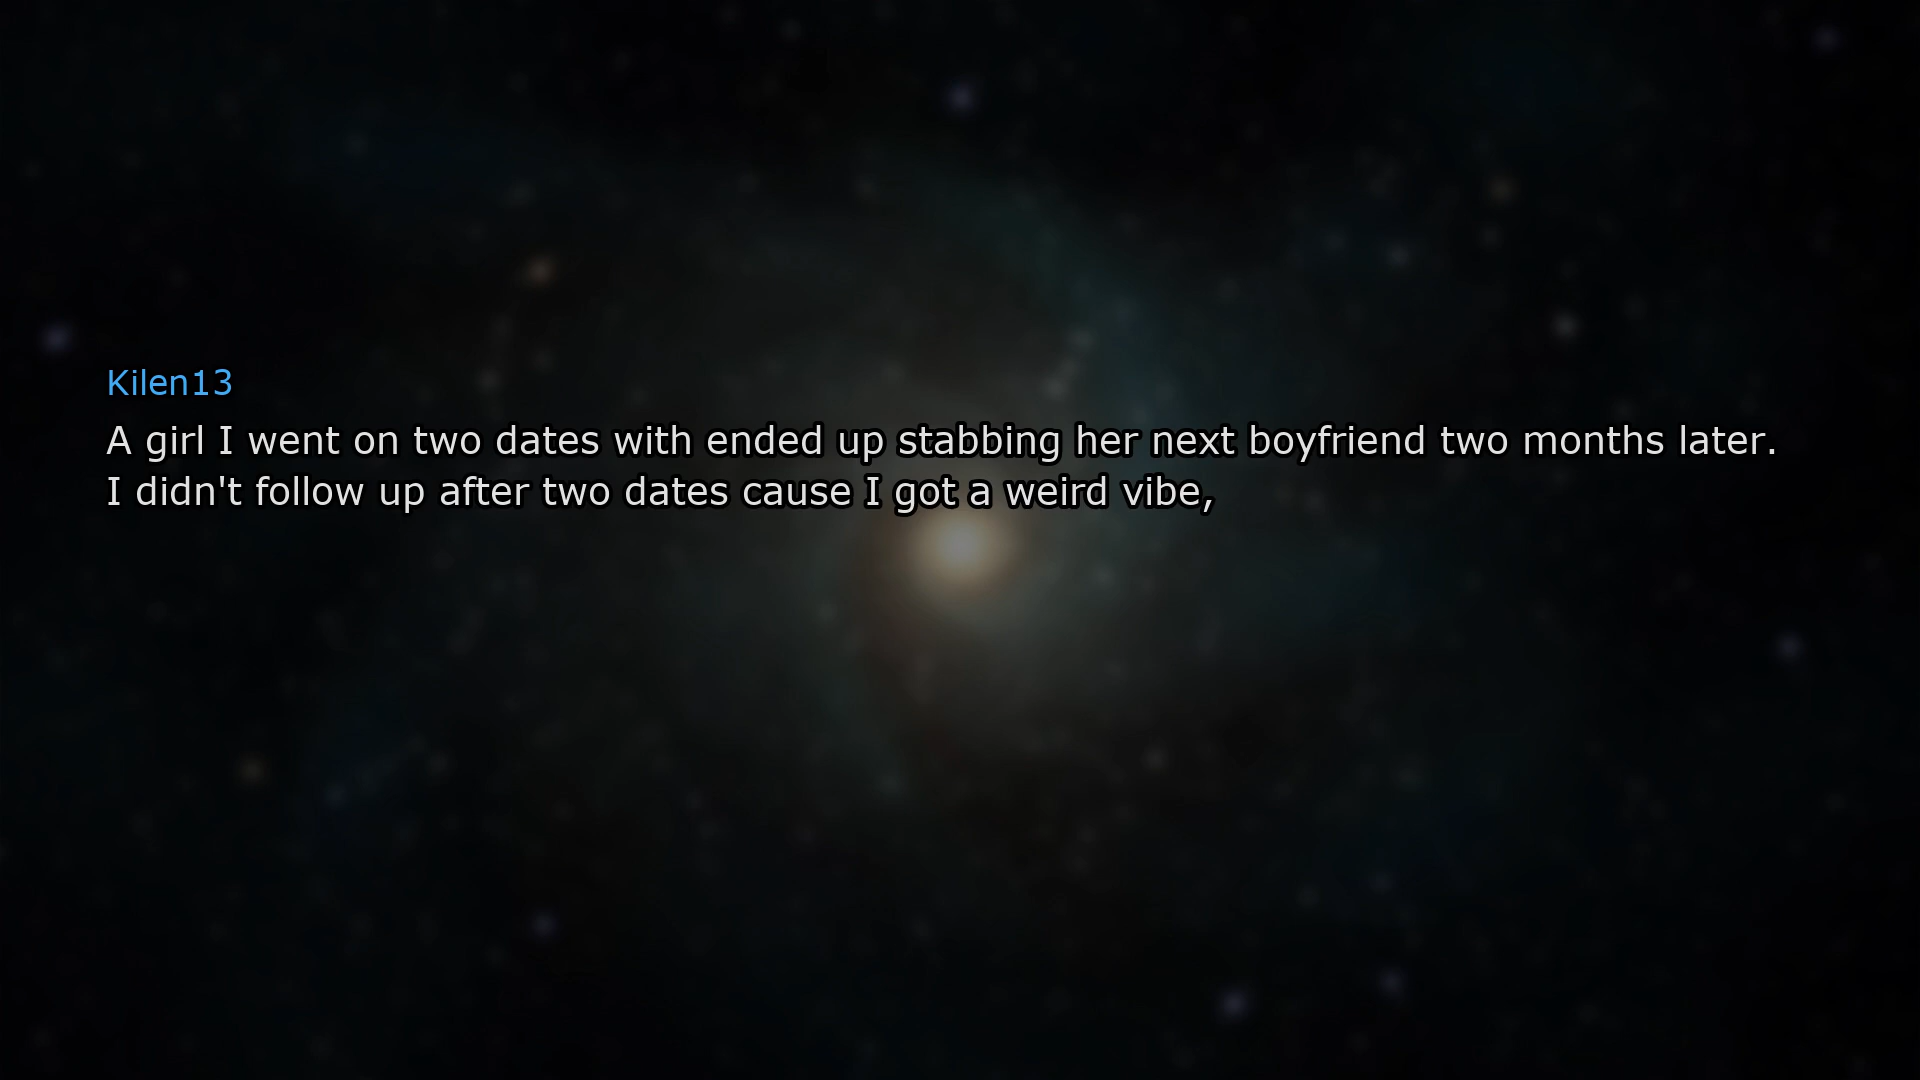 Kilen13
A girl I went on two dates with ended up stabbing her next boyfriend two months later.
I didn't follow up after two dates cause I got a weird vibe,